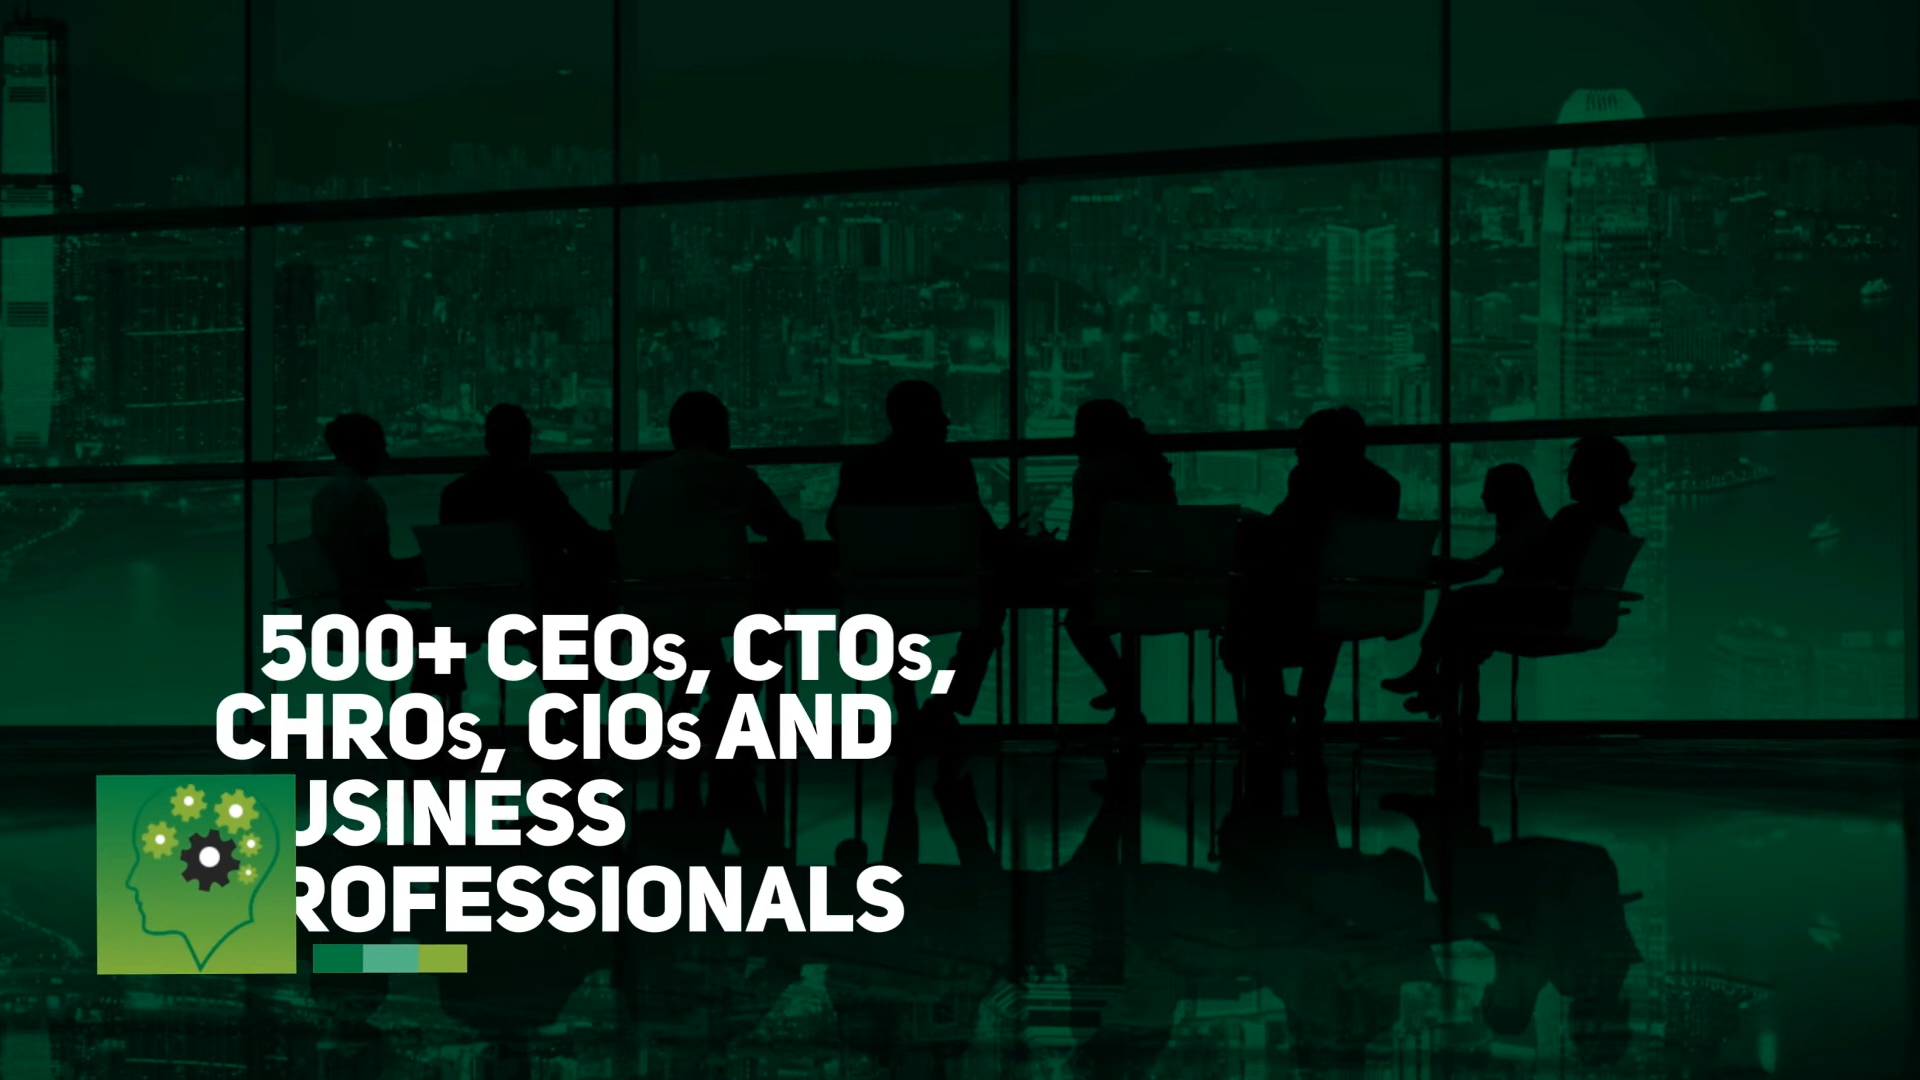 500+ CEOs, CTOs,
CHROs, CIOs AND
USINESS
ROFESSIONALS